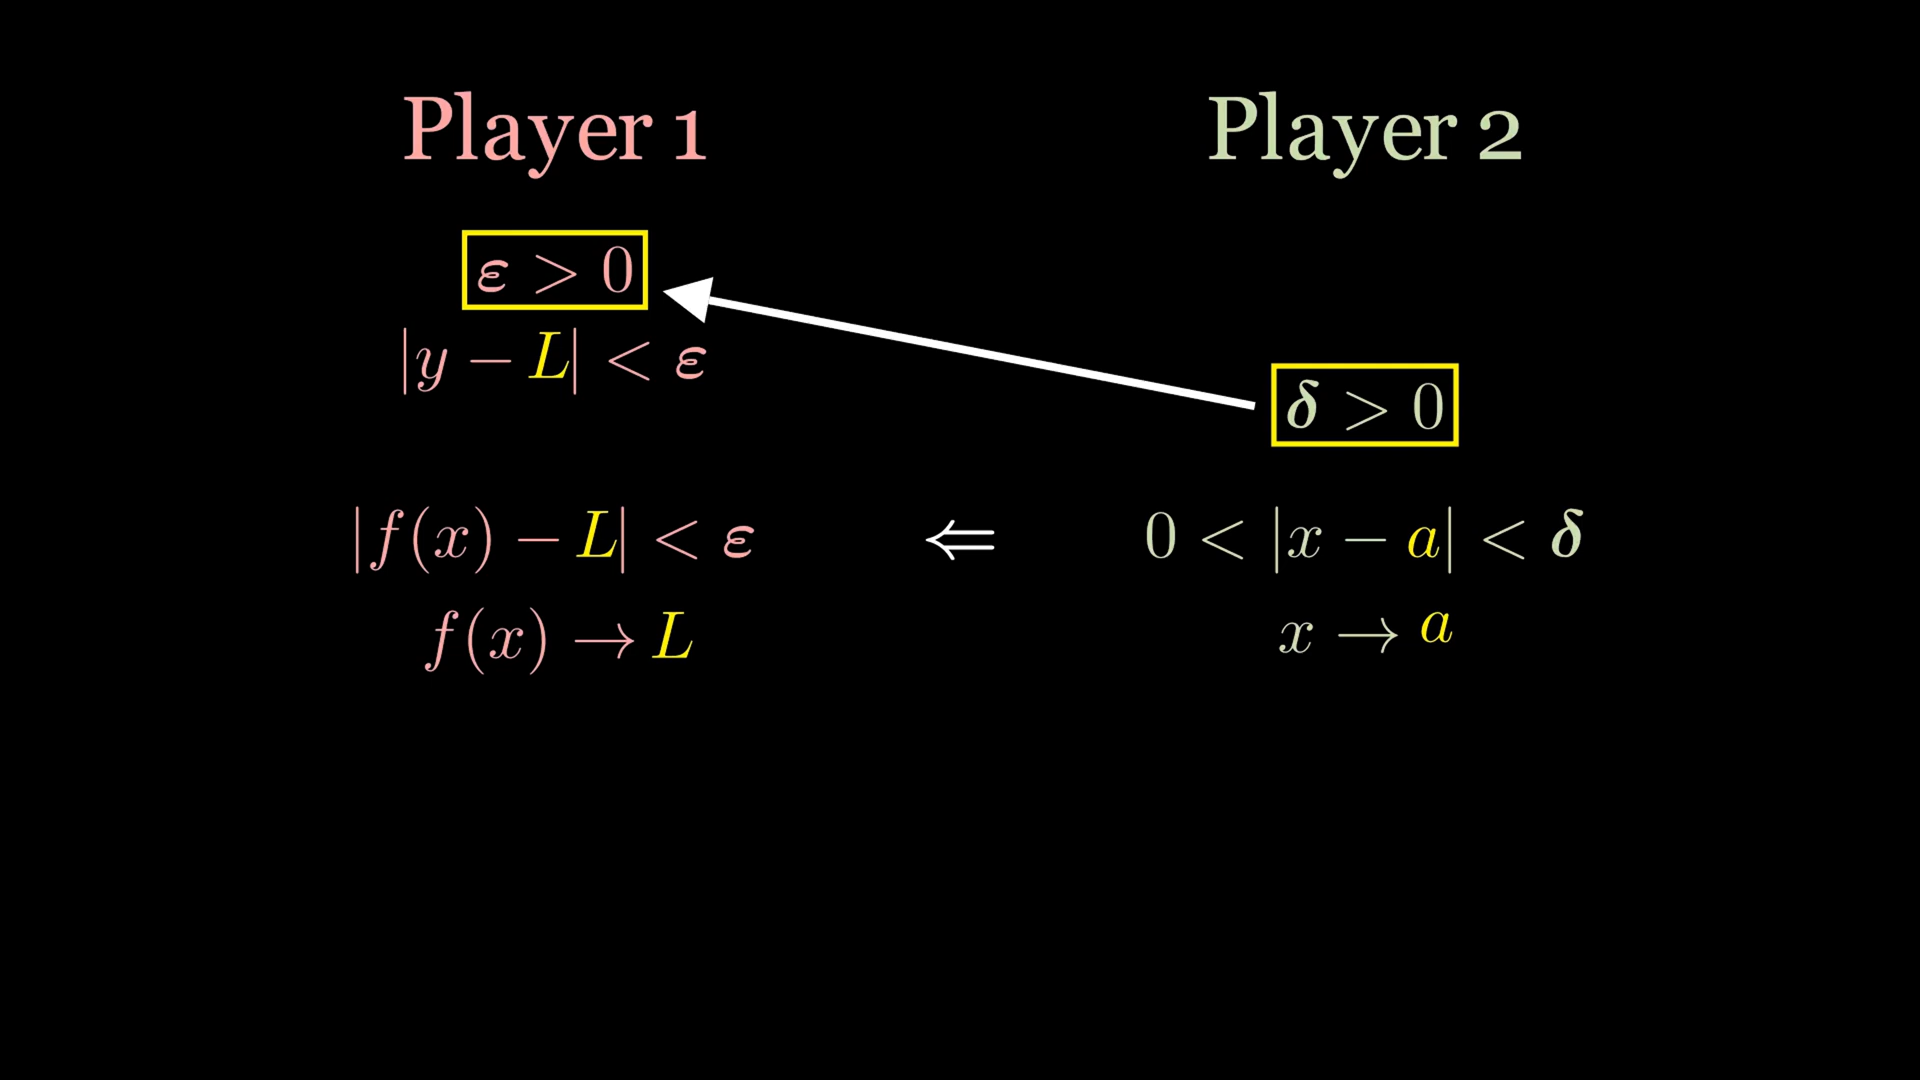 Player 1
Player 2
ε > 0
|y − L| < ε
δ > 0
|f(x) − L| < ε ⇐ 0 < |x − a| < δ
f(x) → L
x → a